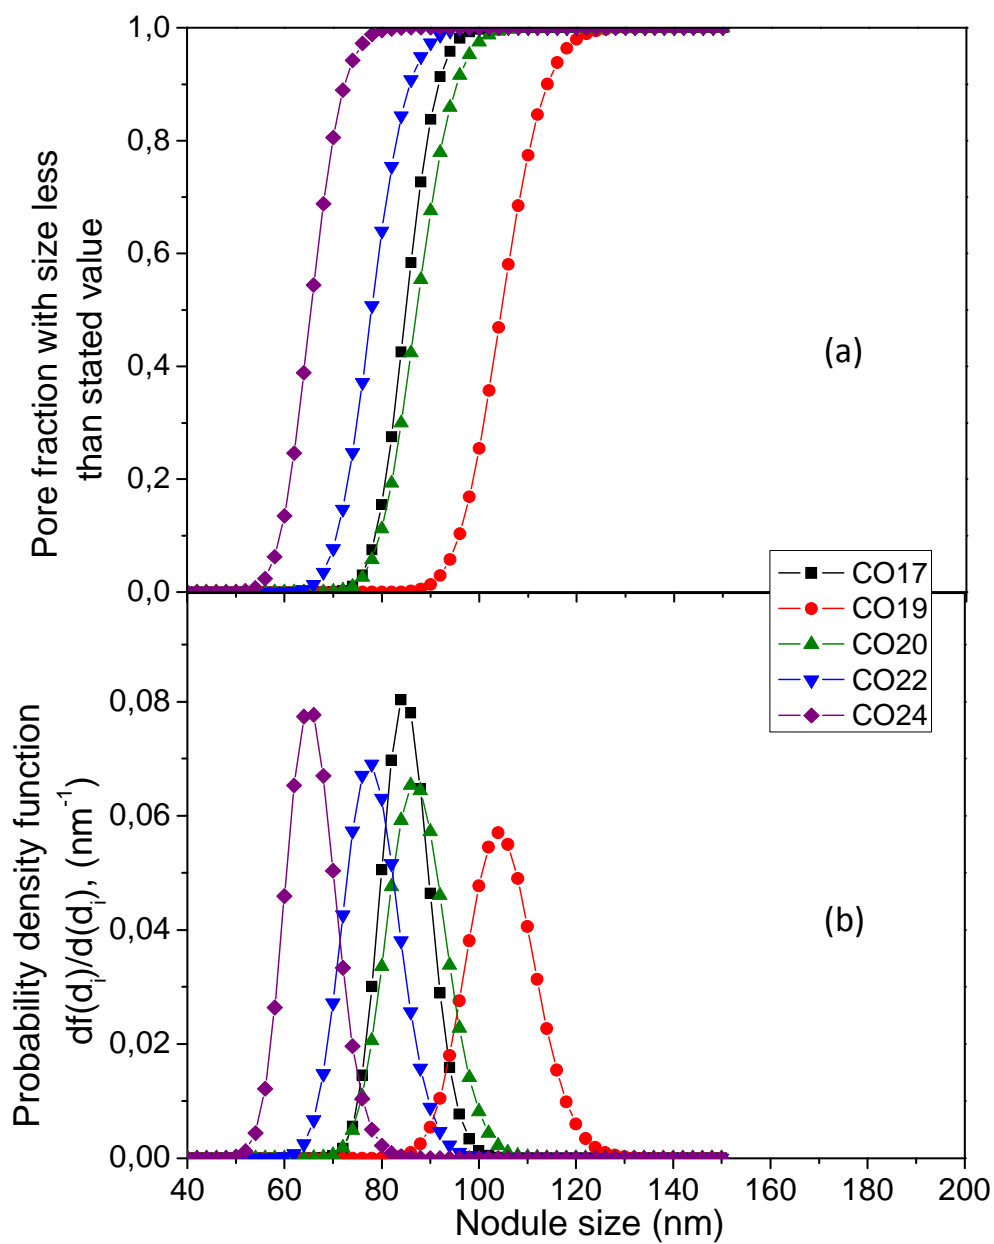 1,0
0,8
0,6
0,4
0,2
0,0
Pore fraction with size less
than stated value
(a)
CO17
CO19
CO20
CO22
CO24
0,08
0,06
0,04
0,02
0,00
Probability density function
df(d_i)/d(d_i), (nm^-1)
(b)
40 60 80 100 120 140 160 180 200
Nodule size (nm)